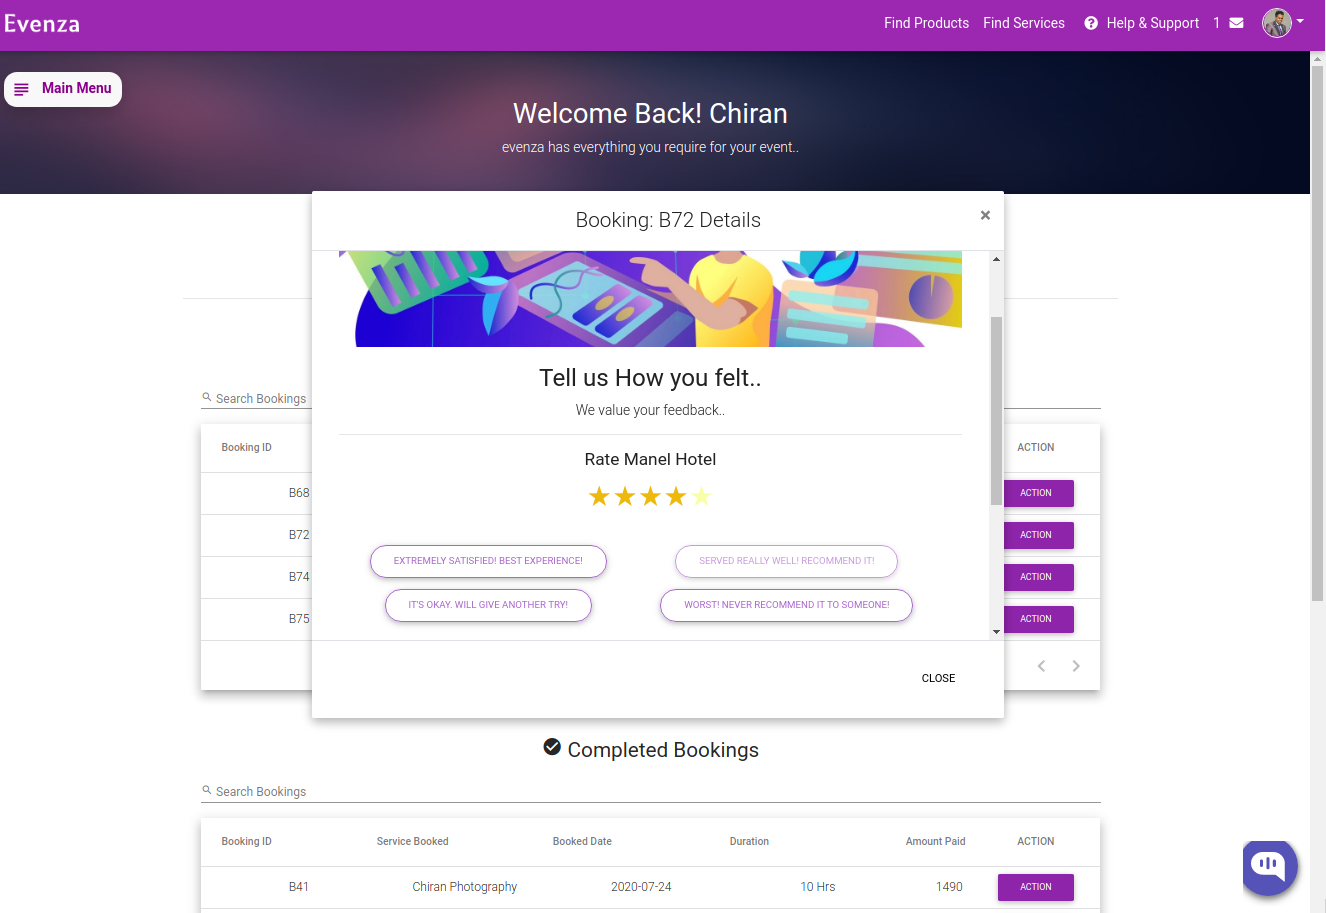 Evenza
Find Products Find Services Help & Support 1
Main Menu
Welcome Back! Chiran
evenza has everything you require for your event..
Booking: B72 Details ×
Tell us How you felt..
We value your feedback..
Rate Manel Hotel
EXTREMELY SATISFIED! BEST EXPERIENCE! SERVED REALLY WELL! RECOMMEND IT!
IT'S OKAY. WILL GIVE ANOTHER TRY! WORST! NEVER RECOMMEND IT TO SOMEONE!
CLOSE
Search Bookings
Booking ID ACTION
B68 ACTION
B72 ACTION
B74 ACTION
B75 ACTION
Completed Bookings
Search Bookings
Booking ID Service Booked Booked Date Duration Amount Paid ACTION
B41 Chiran Photography 2020-07-24 10 Hrs 1490 ACTION